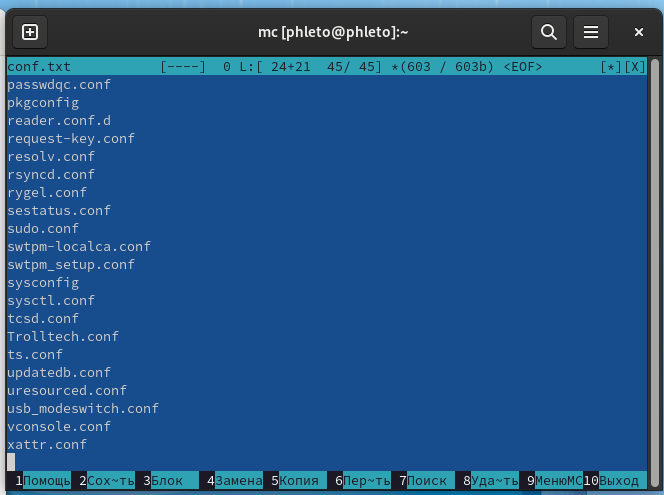 mc [phleto@phleto]:~
conf.txt [----] 0 L:[ 24+21 45/ 45] *(603 / 603b) <EOF> [*][X]
passwdqc.conf
pkgconfig
reader.conf.d
request-key.conf
resolv.conf
rsyncd.conf
rygel.conf
sestatus.conf
sudo.conf
swtpm-localca.conf
swtpm_setup.conf
sysconfig
sysctl.conf
tcsd.conf
Trolltech.conf
ts.conf
updatedb.conf
uresourced.conf
usb_modeswitch.conf
vconsole.conf
xattr.conf
1Помощь 2Сох~ть 3Блок 4Замена 5Копия 6Пер~ть 7Поиск 8Уда~ть 9МенюMC 10Выход